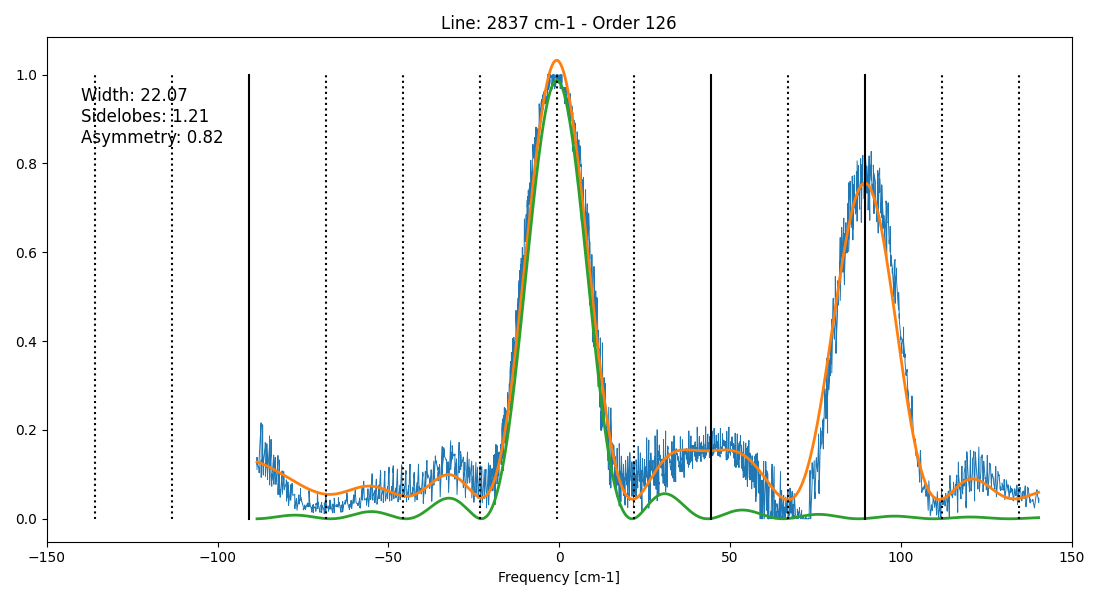 Line: 2837 cm-1 - Order 126
1.0
Width: 22.07
Sidelobes: 1.21
Asymmetry: 0.82
0.8
0.6
0.4
0.2
0.0
−150 −100 −50 0 50 100 150
Frequency [cm-1]